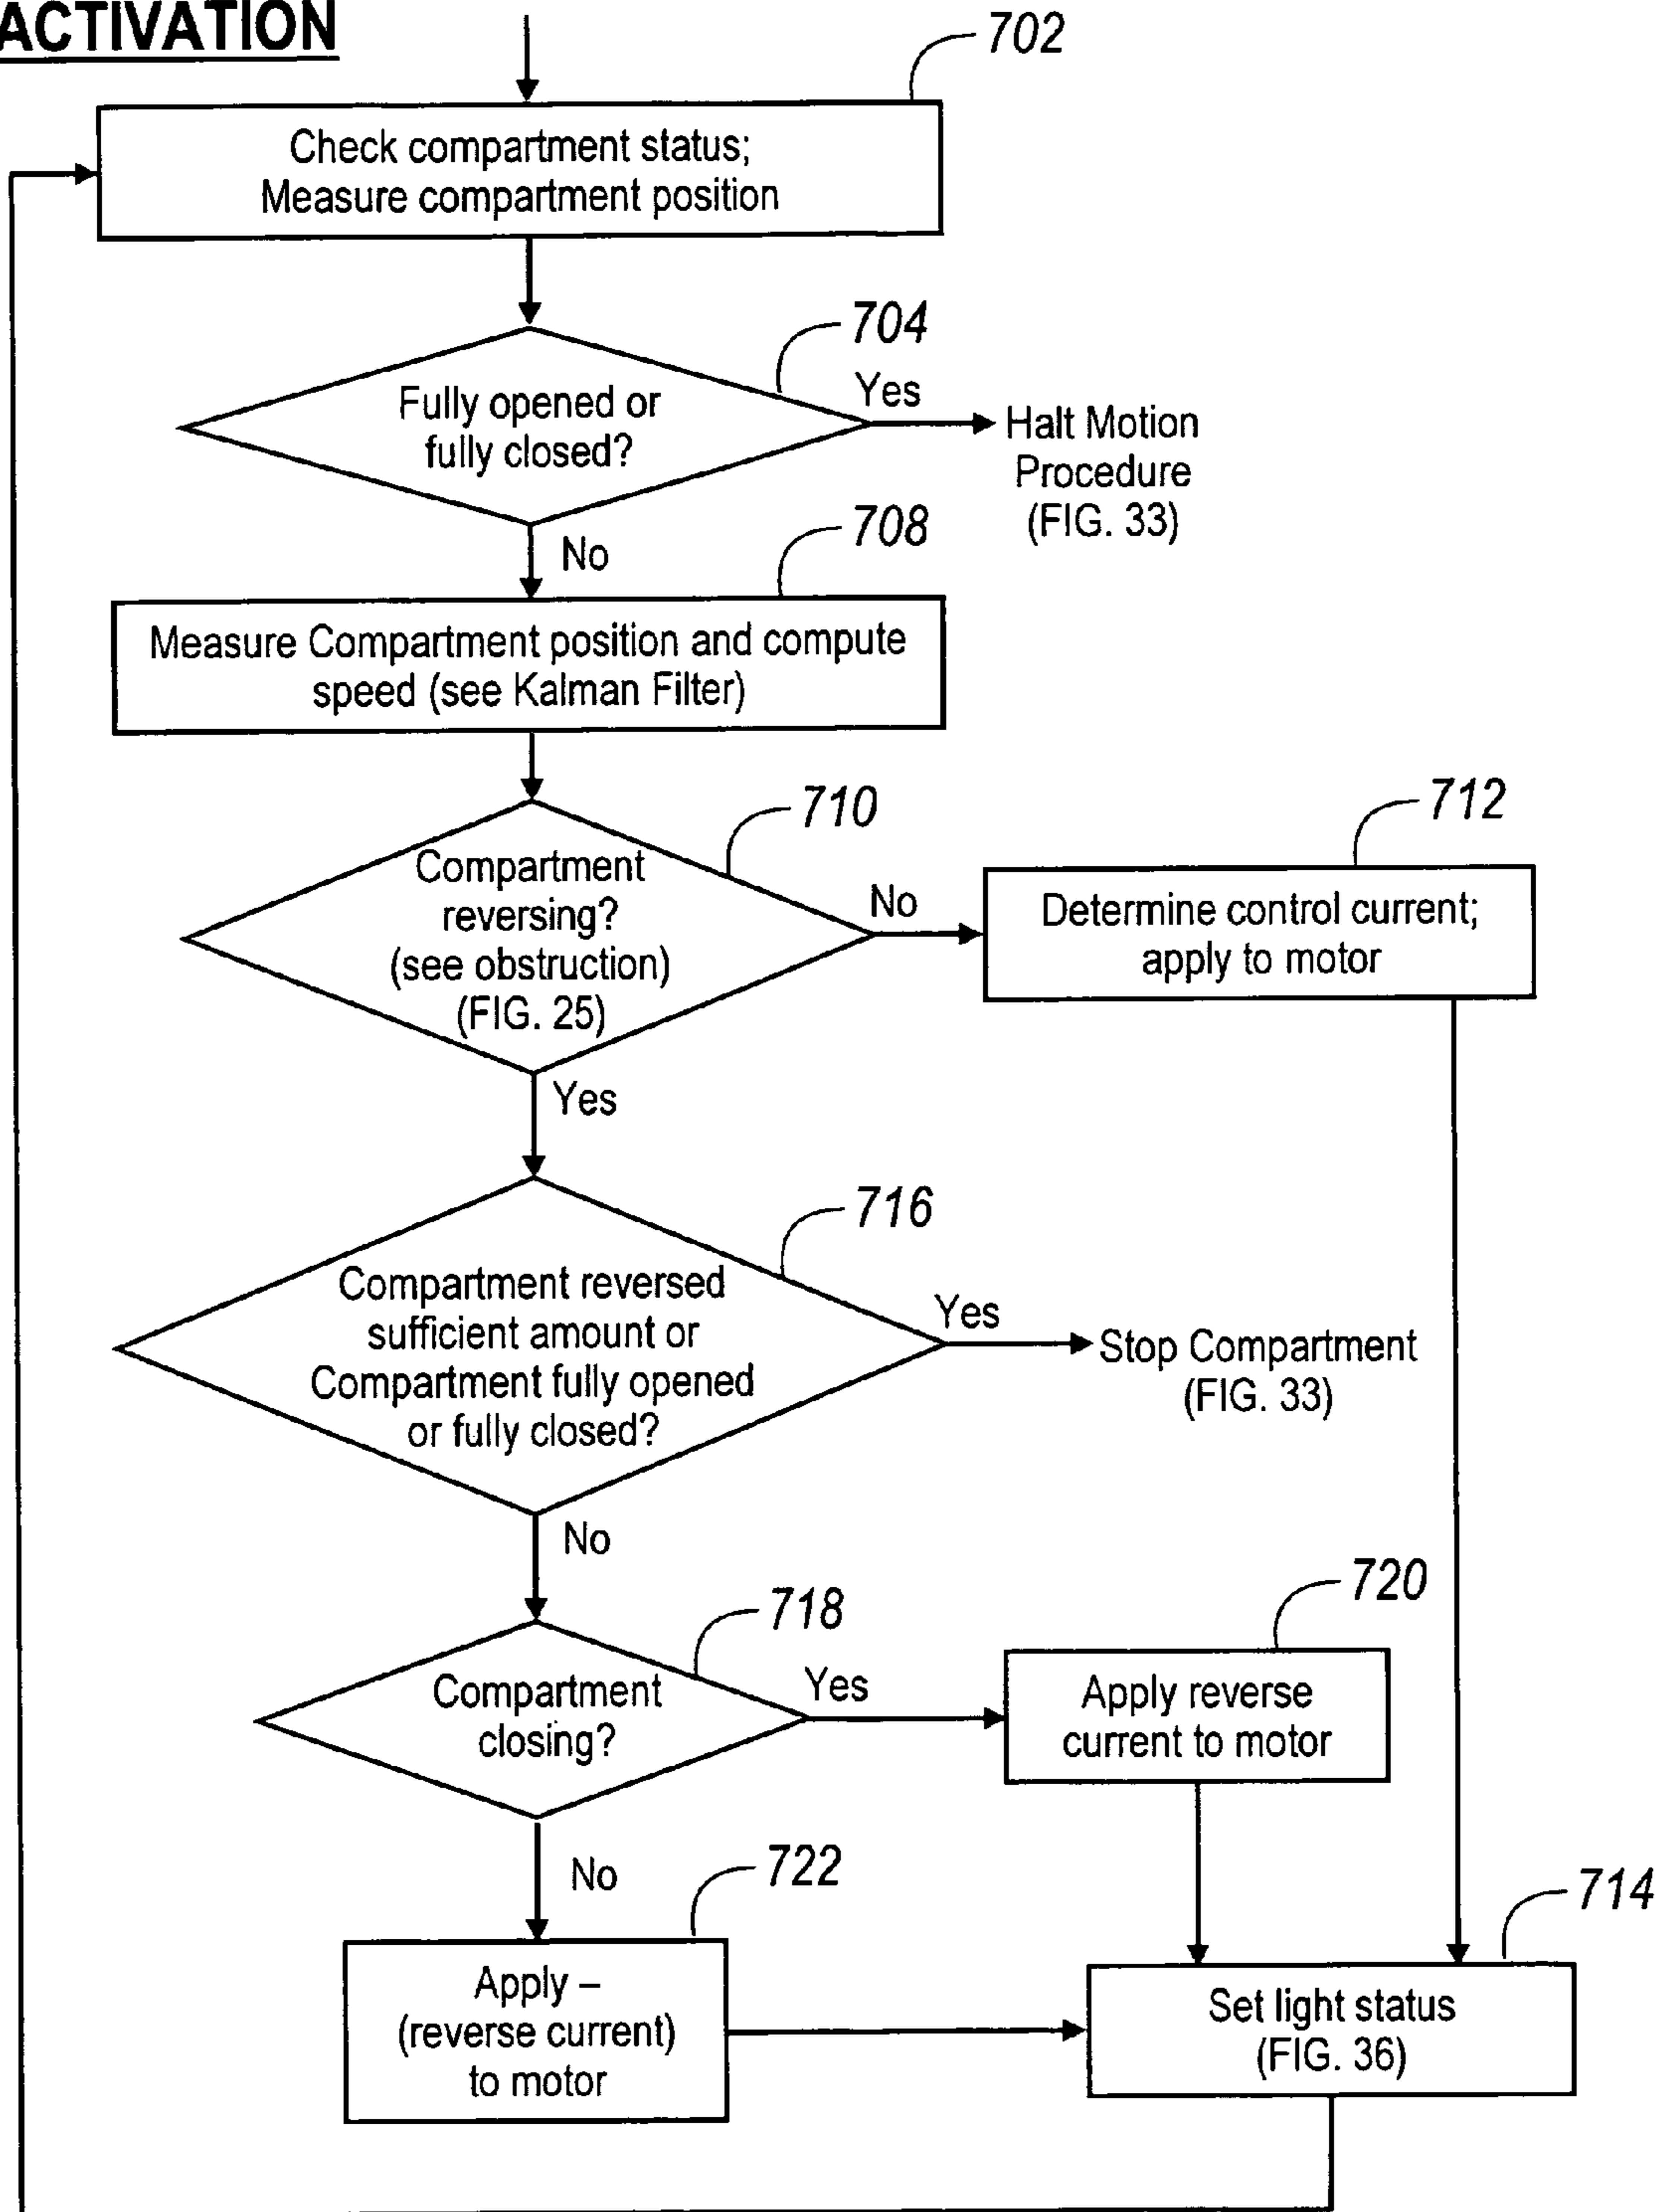 ACTIVATION
702
Check compartment status;
Measure compartment position
704
Fully opened or
fully closed?
Yes
Halt Motion
Procedure
(FIG. 33)
No
708
Measure Compartment position and compute
speed (see Kalman Filter)
710
Compartment
reversing?
(see obstruction)
(FIG. 25)
No
712
Determine control current;
apply to motor
Yes
716
Compartment reversed
sufficient amount or
Compartment fully opened
or fully closed?
Yes
Stop Compartment
(FIG. 33)
No
718
Compartment
closing?
Yes
720
Apply reverse
current to motor
No
722
Apply –
(reverse current)
to motor
714
Set light status
(FIG. 36)